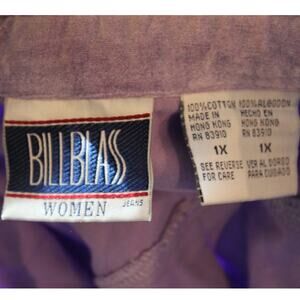 BILLBLASS
WOMEN JEANS
100%COTTON 100%ALGODON
MADE IN HECHO EN
HONG KONG HONG KONG
RN 83910 RN 83910
1X 1X
SEE REVERSE VER AL DORSO
FOR CARE PARA CUIDADO